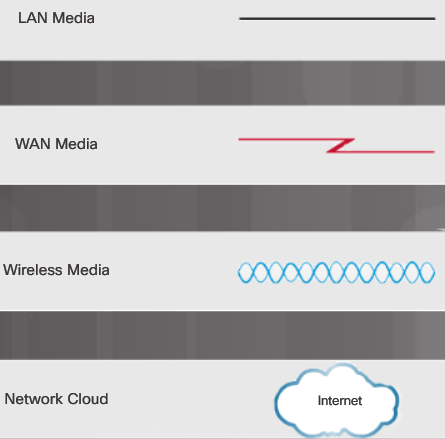 LAN Media
WAN Media
Wireless Media
Network Cloud
Internet